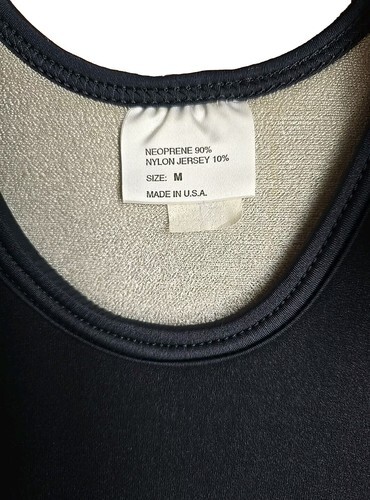 NEOPRENE 90%
NYLON JERSEY 10%
SIZE: M
MADE IN U.S.A.